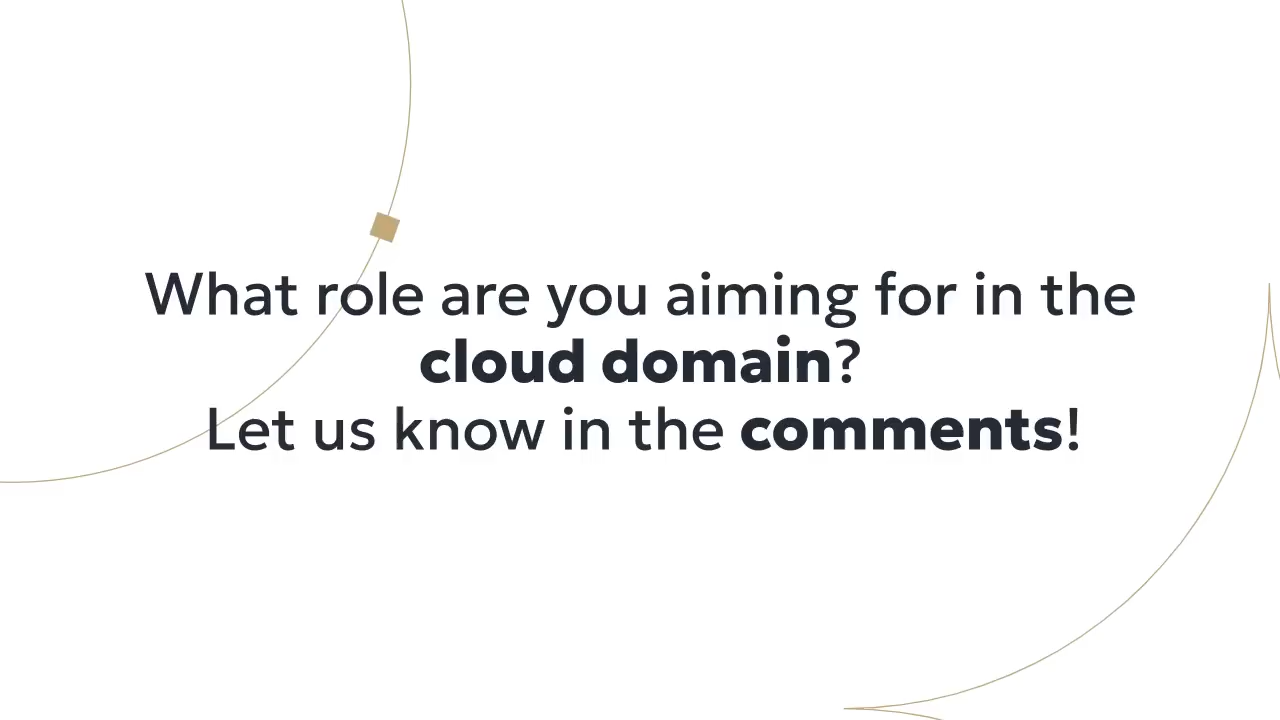 What role are you aiming for in the
cloud domain?
Let us know in the comments!